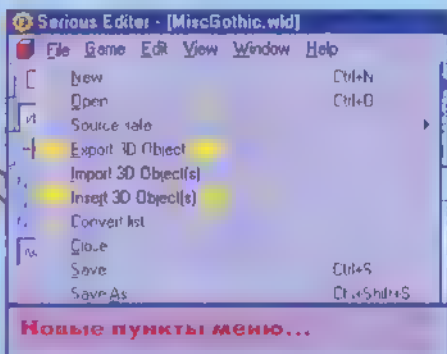 Serious Editor - [MiscGothic.wld]
File Game Edit View Window Help
New Ctrl+N
Open Ctrl+O
Source safe
Export 3D Object
Import 3D Object(s)
Insert 3D Object(s)
Convert list
Close
Save Ctrl+S
Save As Ctrl+Shift+S
Новые пункты меню...